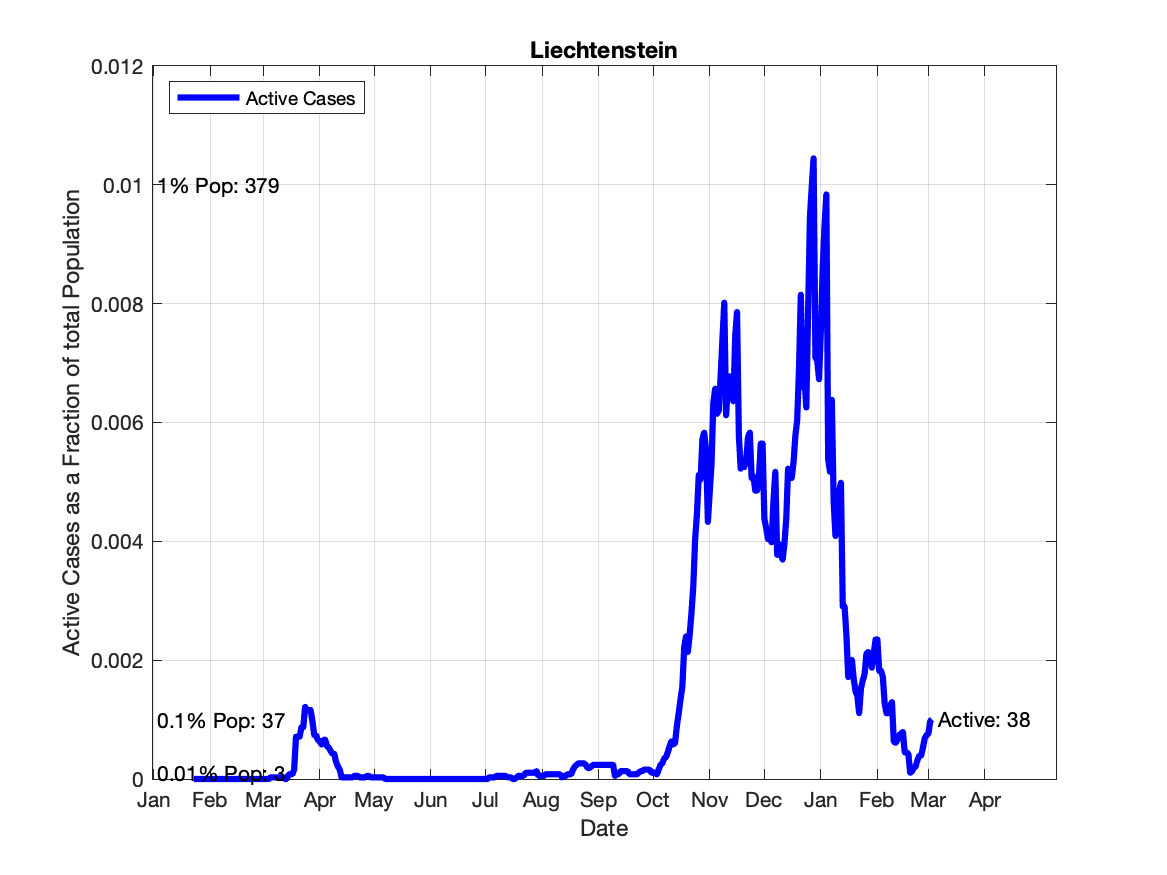 Liechtenstein
Active Cases
0.012
0.01
0.008
0.006
0.004
0.002
0
Active Cases as a Fraction of total Population
1% Pop: 379
0.1% Pop: 37
0.01% Pop: 3
Active: 38
Jan Feb Mar Apr May Jun Jul Aug Sep Oct Nov Dec Jan Feb Mar Apr
Date